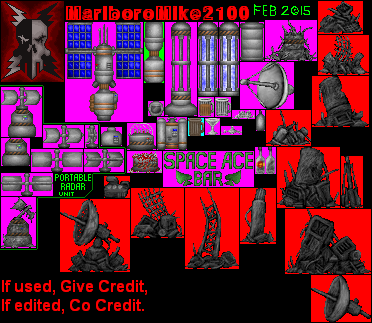 MarlboroMike2100
FEB 2015
SPACE ACE
BAR
PORTABLE
RADAR
UNIT
If used, Give Credit,
If edited, Co Credit.